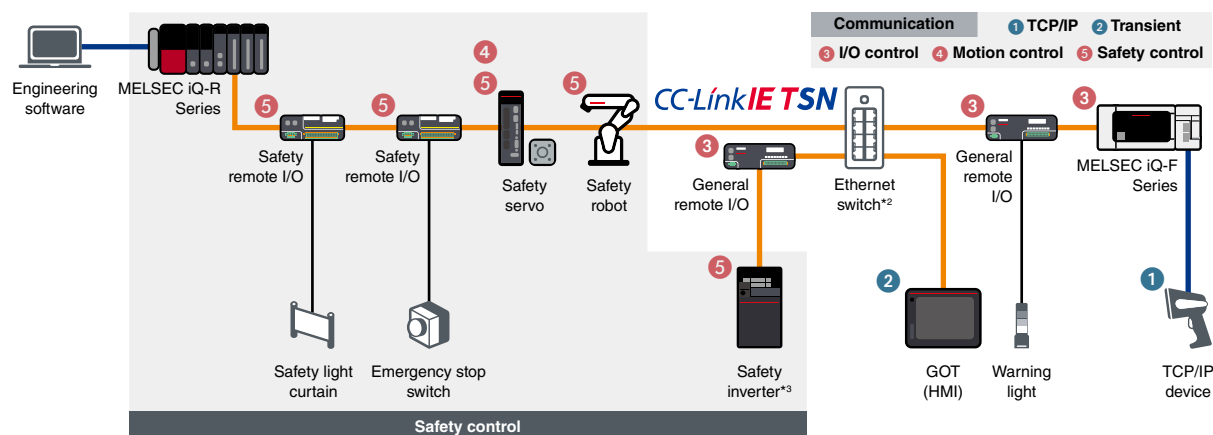 Communication
1 TCP/IP
2 Transient
3 I/O control
4 Motion control
5 Safety control
Engineering
software
MELSEC iQ-R
Series
5
Safety
remote I/O
5
Safety
remote I/O
4
5
Safety
servo
5
Safety
robot
CC-Link IE TSN
3
General
remote I/O
Ethernet
switch*2
3
General
remote
I/O
3
MELSEC iQ-F
Series
Safety light
curtain
Emergency stop
switch
5
Safety
inverter*3
2
GOT
(HMI)
Warning
light
1
TCP/IP
device
Safety control